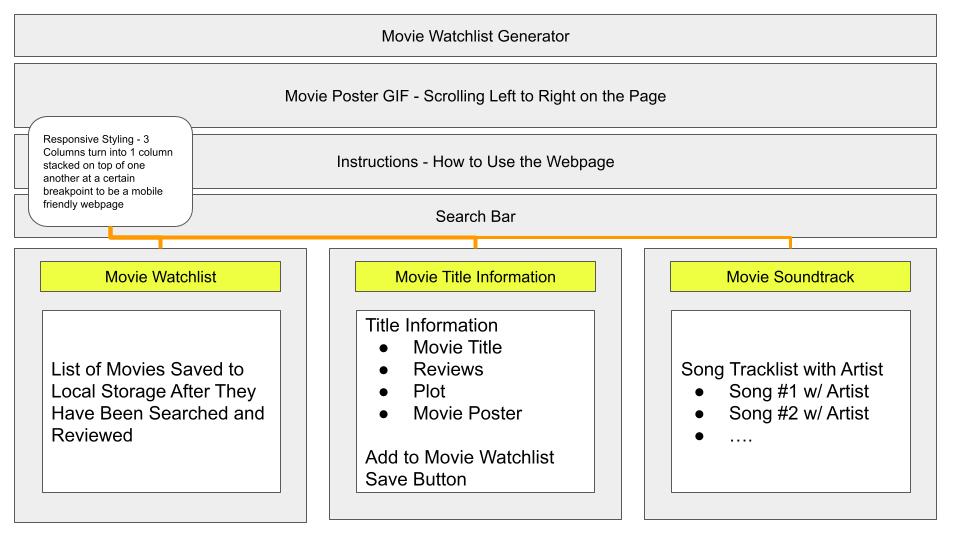 Movie Watchlist Generator
Movie Poster GIF - Scrolling Left to Right on the Page
Responsive Styling - 3
Columns turn into 1 column
stacked on top of one
another at a certain
breakpoint to be a mobile
friendly webpage
Instructions - How to Use the Webpage
Search Bar
Movie Watchlist
List of Movies Saved to
Local Storage After They
Have Been Searched and
Reviewed
Movie Title Information
Title Information
● Movie Title
● Reviews
● Plot
● Movie Poster
Add to Movie Watchlist
Save Button
Movie Soundtrack
Song Tracklist with Artist
● Song #1 w/ Artist
● Song #2 w/ Artist
● ….